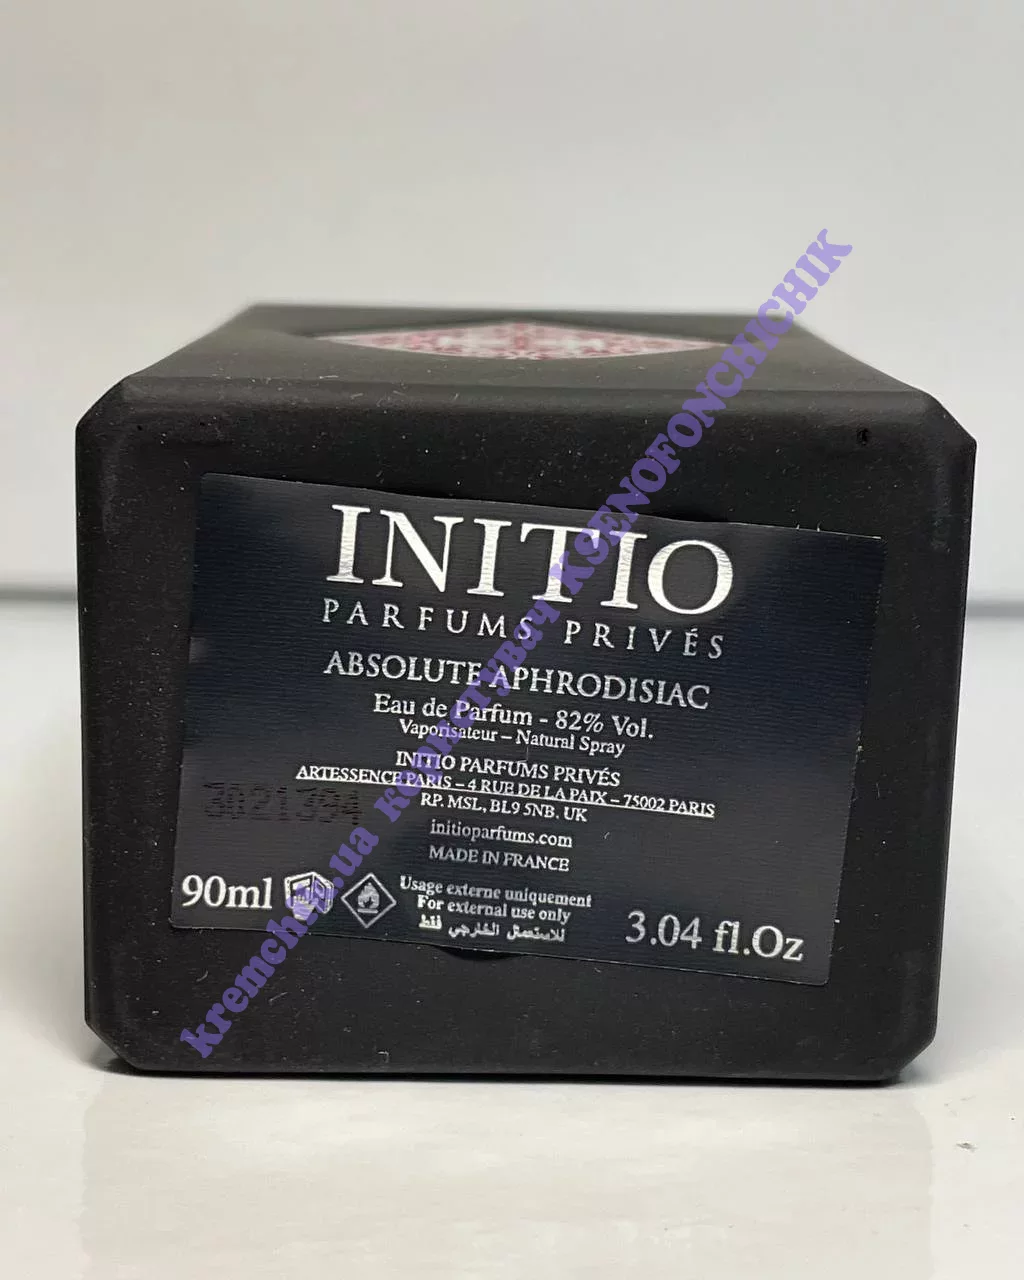 INITIO
PARFUMS PRIVÉS
ABSOLUTE APHRODISIAC
Eau de Parfum - 82% Vol.
Vaporisateur – Natural Spray
INITIO PARFUMS PRIVÉS
ARTESSENCE PARIS – 4 RUE DE LA PAIX – 75002 PARIS
RP. MSL, BL9 5NB. UK
initioparfums.com
MADE IN FRANCE
90ml
Usage externe uniquement
For external use only
للاستعمال الخارجي فقط
3.04 fl.Oz
kremchik.ua користувач KSENOFONCHICHIK